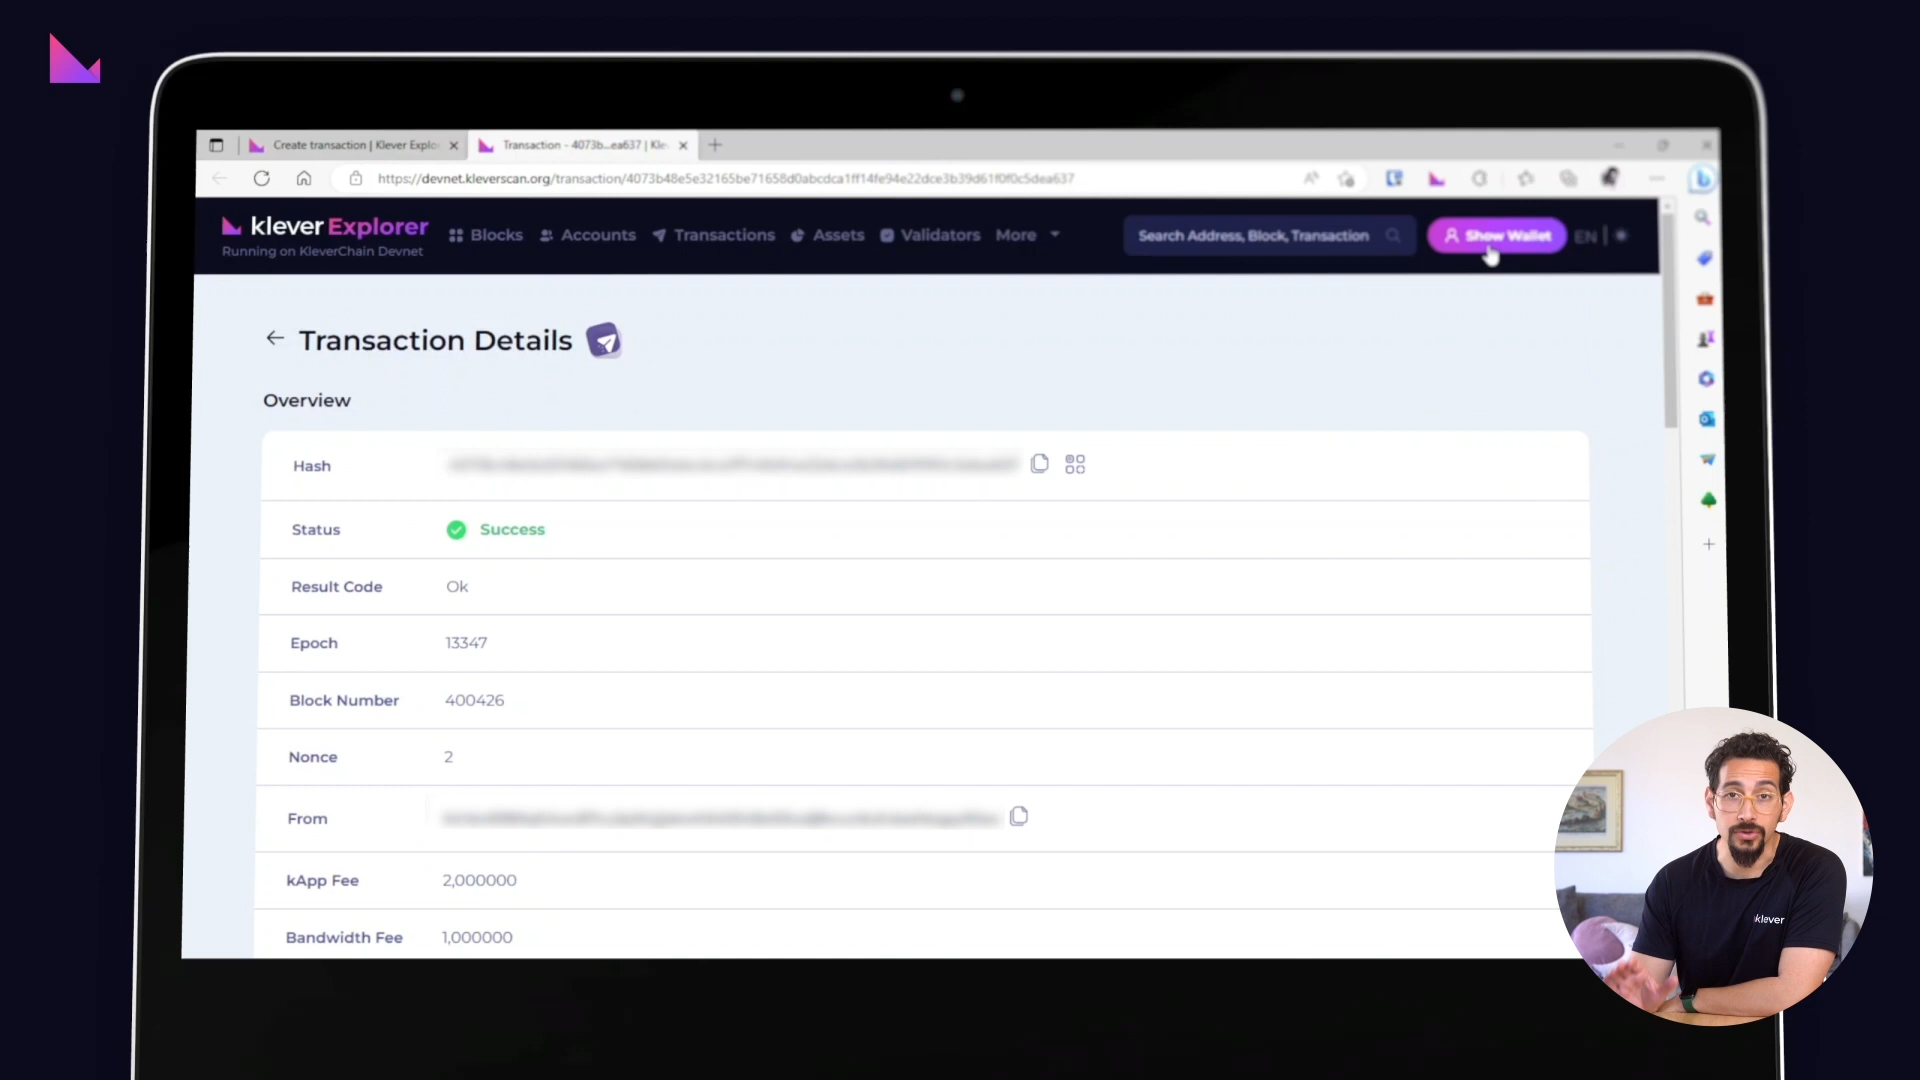 Create transaction | Klever Explo
Transaction - 4073b...ea637 | Kle
https://devnet.kleverscan.org/transaction/4073b48e5e32165be71658d0abcdca1ff14fe94e22dce3b39d61f0f0c5dea637
klever Explorer
Running on KleverChain Devnet
Blocks
Accounts
Transactions
Assets
Validators
More
Search Address, Block, Transaction
Show Wallet
EN
Transaction Details
Overview
Hash
Status Success
Result Code Ok
Epoch 13347
Block Number 400426
Nonce 2
From
kApp Fee 2,000000
Bandwidth Fee 1,000000
klever